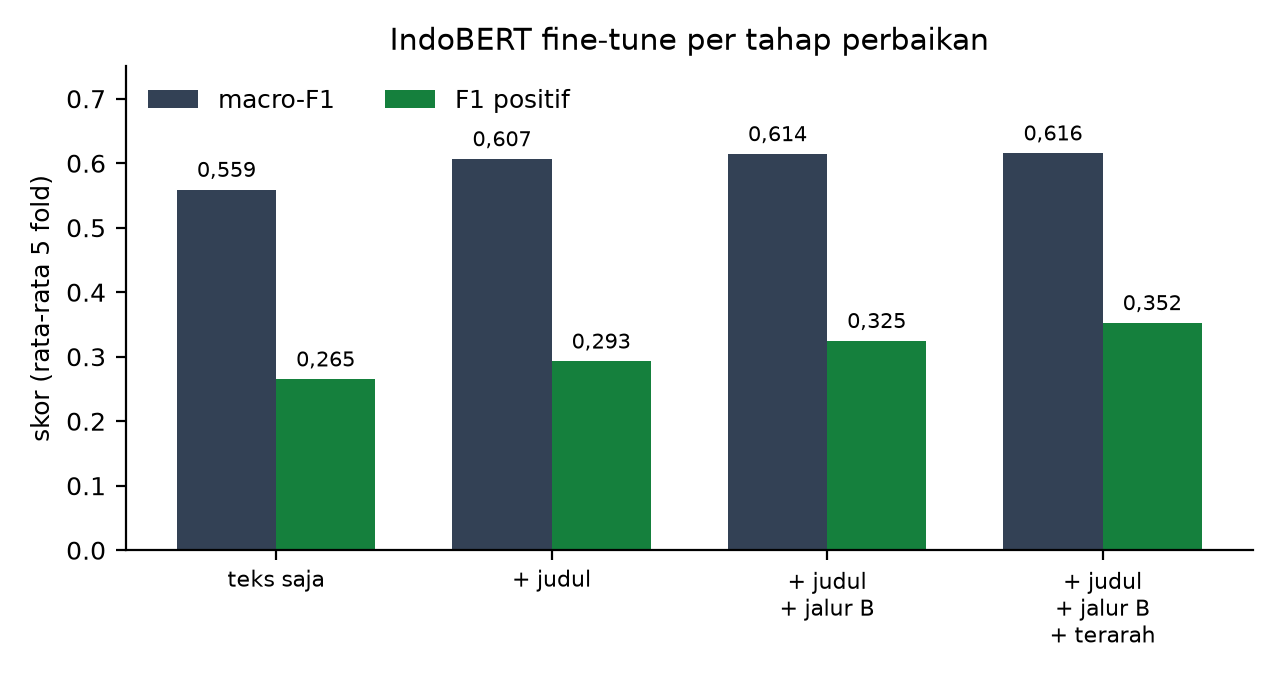 IndoBERT fine-tune per tahap perbaikan
macro-F1
F1 positif
skor (rata-rata 5 fold)
0.7
0.6
0.5
0.4
0.3
0.2
0.1
0.0
0,559
0,265
0,607
0,293
0,614
0,325
0,616
0,352
teks saja
+ judul
+ judul
+ jalur B
+ judul
+ jalur B
+ terarah